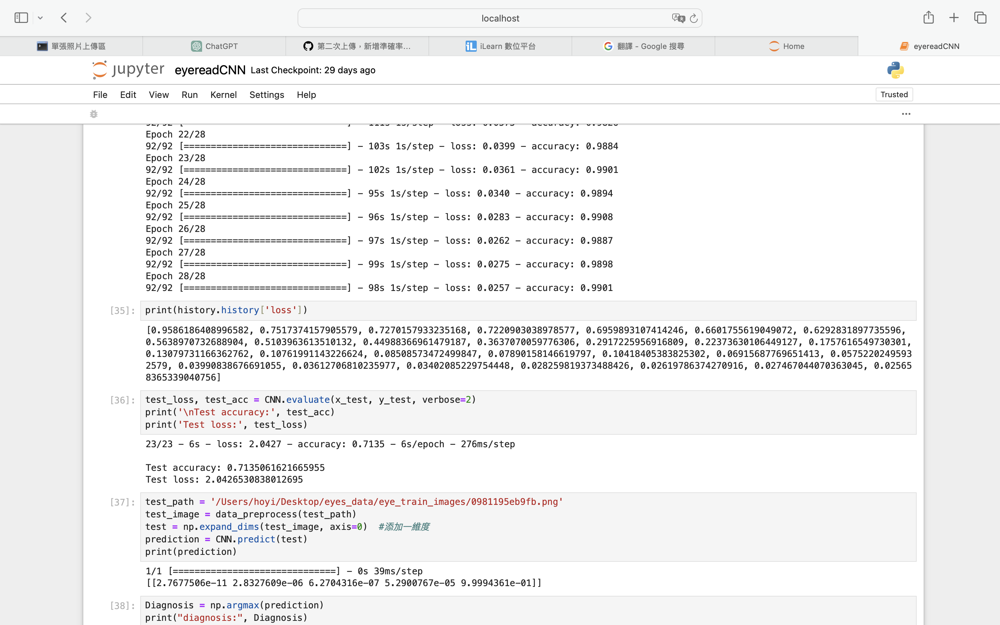 localhost
單張照片上傳區
ChatGPT
第二次上傳，新增準確率...
iLearn 數位平台
翻譯 - Google 搜尋
Home
eyereadCNN
jupyter eyereadCNN Last Checkpoint: 29 days ago
File Edit View Run Kernel Settings Help
Trusted
Epoch 22/28
92/92 [==============================] - 103s 1s/step - loss: 0.0399 - accuracy: 0.9884
Epoch 23/28
92/92 [==============================] - 102s 1s/step - loss: 0.0361 - accuracy: 0.9901
Epoch 24/28
92/92 [==============================] - 95s 1s/step - loss: 0.0340 - accuracy: 0.9894
Epoch 25/28
92/92 [==============================] - 96s 1s/step - loss: 0.0283 - accuracy: 0.9908
Epoch 26/28
92/92 [==============================] - 97s 1s/step - loss: 0.0262 - accuracy: 0.9887
Epoch 27/28
92/92 [==============================] - 99s 1s/step - loss: 0.0275 - accuracy: 0.9898
Epoch 28/28
92/92 [==============================] - 98s 1s/step - loss: 0.0257 - accuracy: 0.9901
[35]: print(history.history['loss'])
[0.9586186408996582, 0.7517374157905579, 0.7270157933235168, 0.7220903038978577, 0.6959893107414246, 0.6601755619049072, 0.6292831897735596,
0.5638970732688904, 0.5103963613510132, 0.44988366961479187, 0.3637070059776306, 0.2917225956916809, 0.22373630106449127, 0.1757616549730301,
0.13079731166362762, 0.10761991143226624, 0.08508573472499847, 0.07890158146619797, 0.10418405383825302, 0.06915687769651413, 0.0575220249593
2579, 0.03990838676691055, 0.03612706810235977, 0.03402085229754448, 0.028259819373488426, 0.02619786374270916, 0.027467044070363045, 0.02565
8365339040756]
[36]: test_loss, test_acc = CNN.evaluate(x_test, y_test, verbose=2)
print('\nTest accuracy:', test_acc)
print('Test loss:', test_loss)
23/23 - 6s - loss: 2.0427 - accuracy: 0.7135 - 6s/epoch - 276ms/step
Test accuracy: 0.7135061621665955
Test loss: 2.0426530838012695
[37]: test_path = '/Users/hoyi/Desktop/eyes_data/eye_train_images/0981195eb9fb.png'
test_image = data_preprocess(test_path)
test = np.expand_dims(test_image, axis=0)  #添加一維度
prediction = CNN.predict(test)
print(prediction)
1/1 [==============================] - 0s 39ms/step
[[2.7677506e-11 2.8327609e-06 6.2704316e-07 5.2900767e-05 9.9994361e-01]]
[38]: Diagnosis = np.argmax(prediction)
print("diagnosis:", Diagnosis)